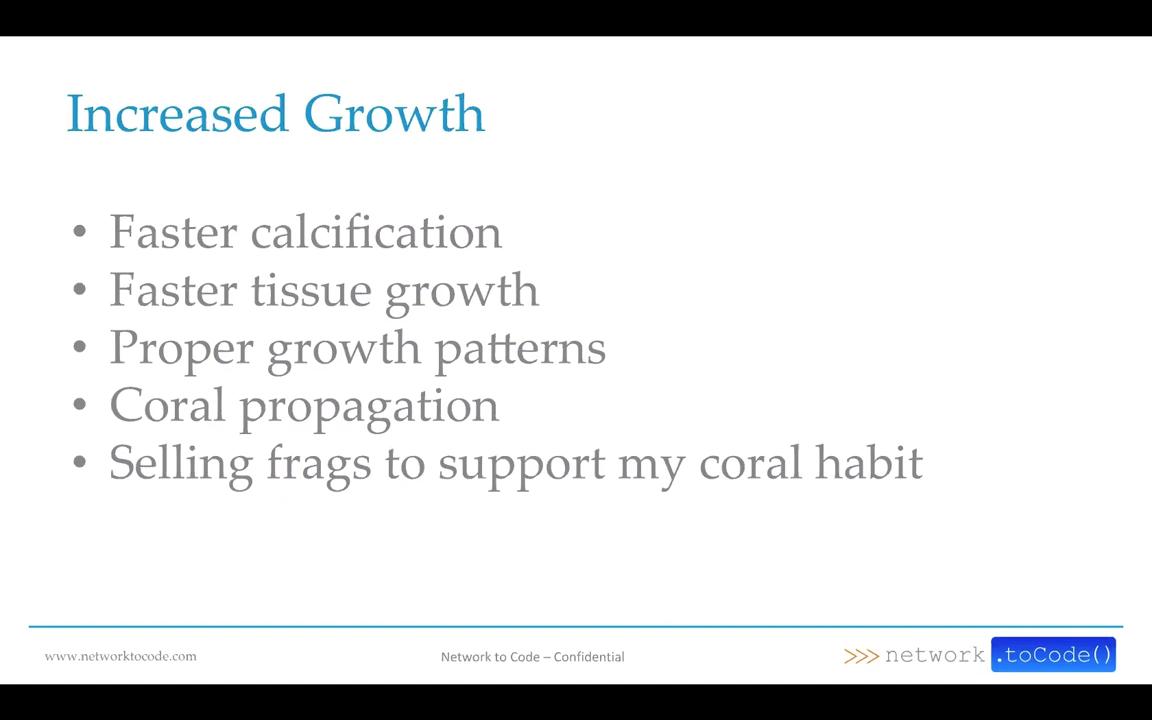 Increased Growth
• Faster calcification
• Faster tissue growth
• Proper growth patterns
• Coral propagation
• Selling frags to support my coral habit
www.networktocode.com
Network to Code – Confidential
>>> network .toCode()